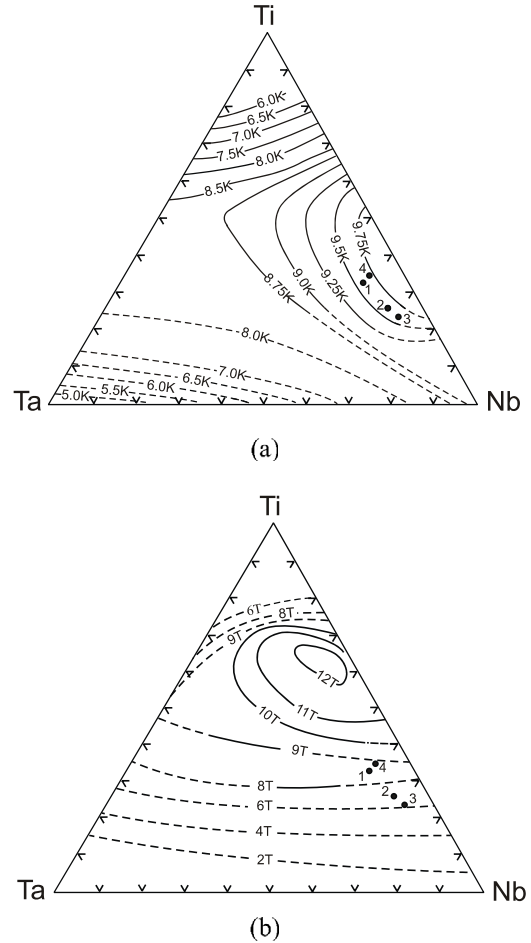 Ti
6.0K
6.5K
7.0K
7.5K
8.0K
8.5K
9.75K
9.5K
9.25K
9.0K
8.75K
4
1
2
3
8.0K
7.0K
6.5K
6.0K
5.5K
5.0K
Ta
Nb
(a)
Ti
6T
8T
9T
12T
11T
10T
9T
4
1
8T
2
3
6T
4T
2T
Ta
Nb
(b)